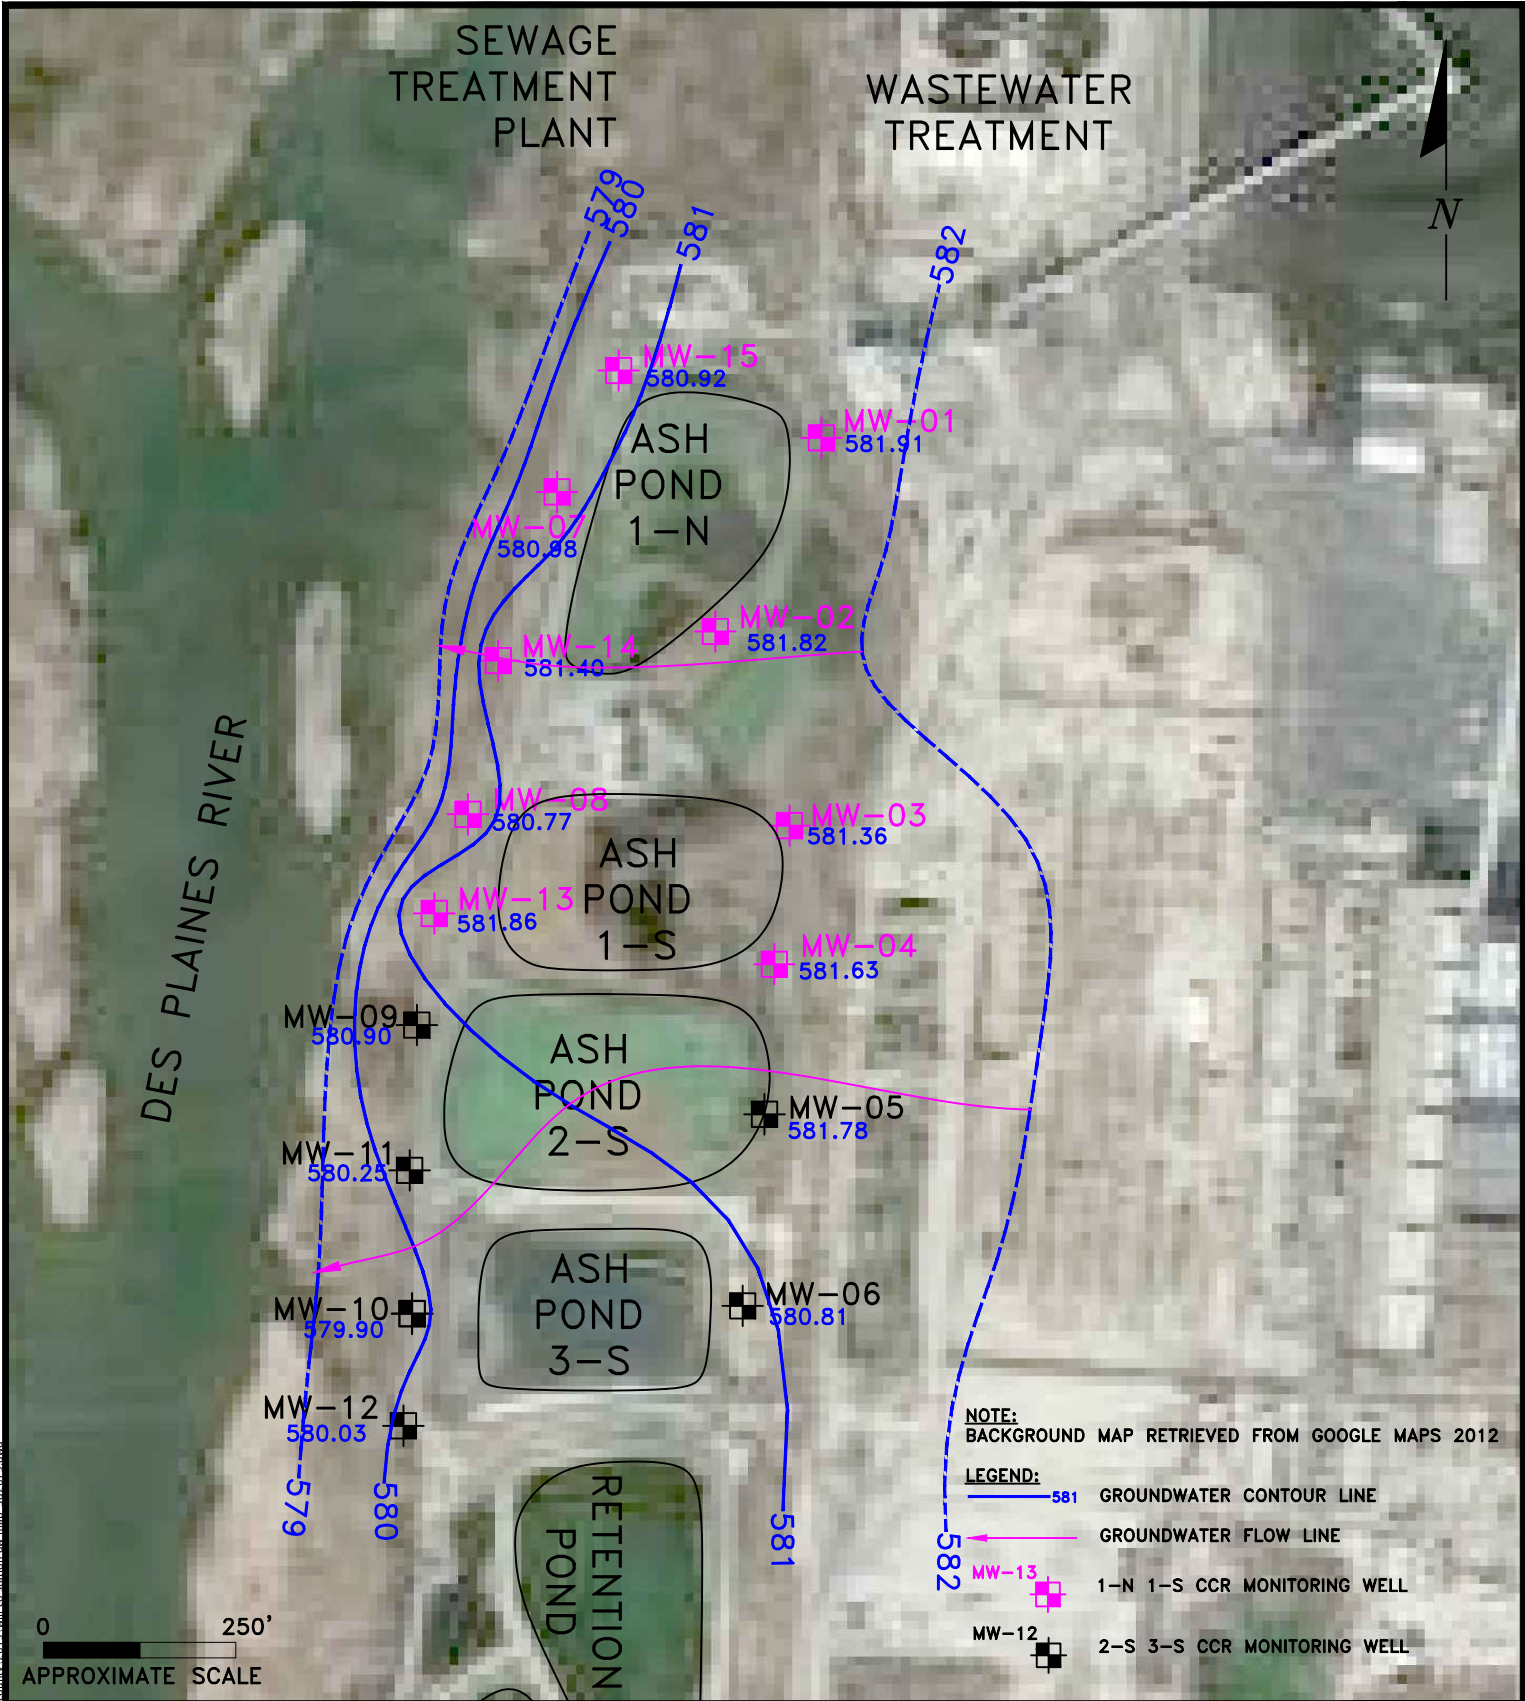 SEWAGE
TREATMENT
PLANT
WASTEWATER
TREATMENT
N
579
580
581
582
MW-15
580.92
MW-01
581.91
ASH
POND
1-N
MW-07
580.98
MW-02
581.82
MW-14
581.40
DES PLAINES RIVER
MW-08
580.77
MW-03
581.36
ASH
POND
1-S
MW-13
581.86
MW-04
581.63
MW-09
580.90
ASH
POND
2-S
MW-05
581.78
MW-11
580.25
ASH
POND
3-S
MW-06
580.81
MW-10
579.90
MW-12
580.03
579
580
581
582
RETENTION
POND
NOTE:
BACKGROUND MAP RETRIEVED FROM GOOGLE MAPS 2012
LEGEND:
581 GROUNDWATER CONTOUR LINE
GROUNDWATER FLOW LINE
MW-13 1-N 1-S CCR MONITORING WELL
MW-12 2-S 3-S CCR MONITORING WELL
0 250'
APPROXIMATE SCALE